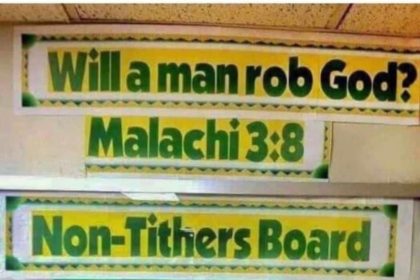 Will a man rob God?
Malachi 3:8
Non-Tithers Board